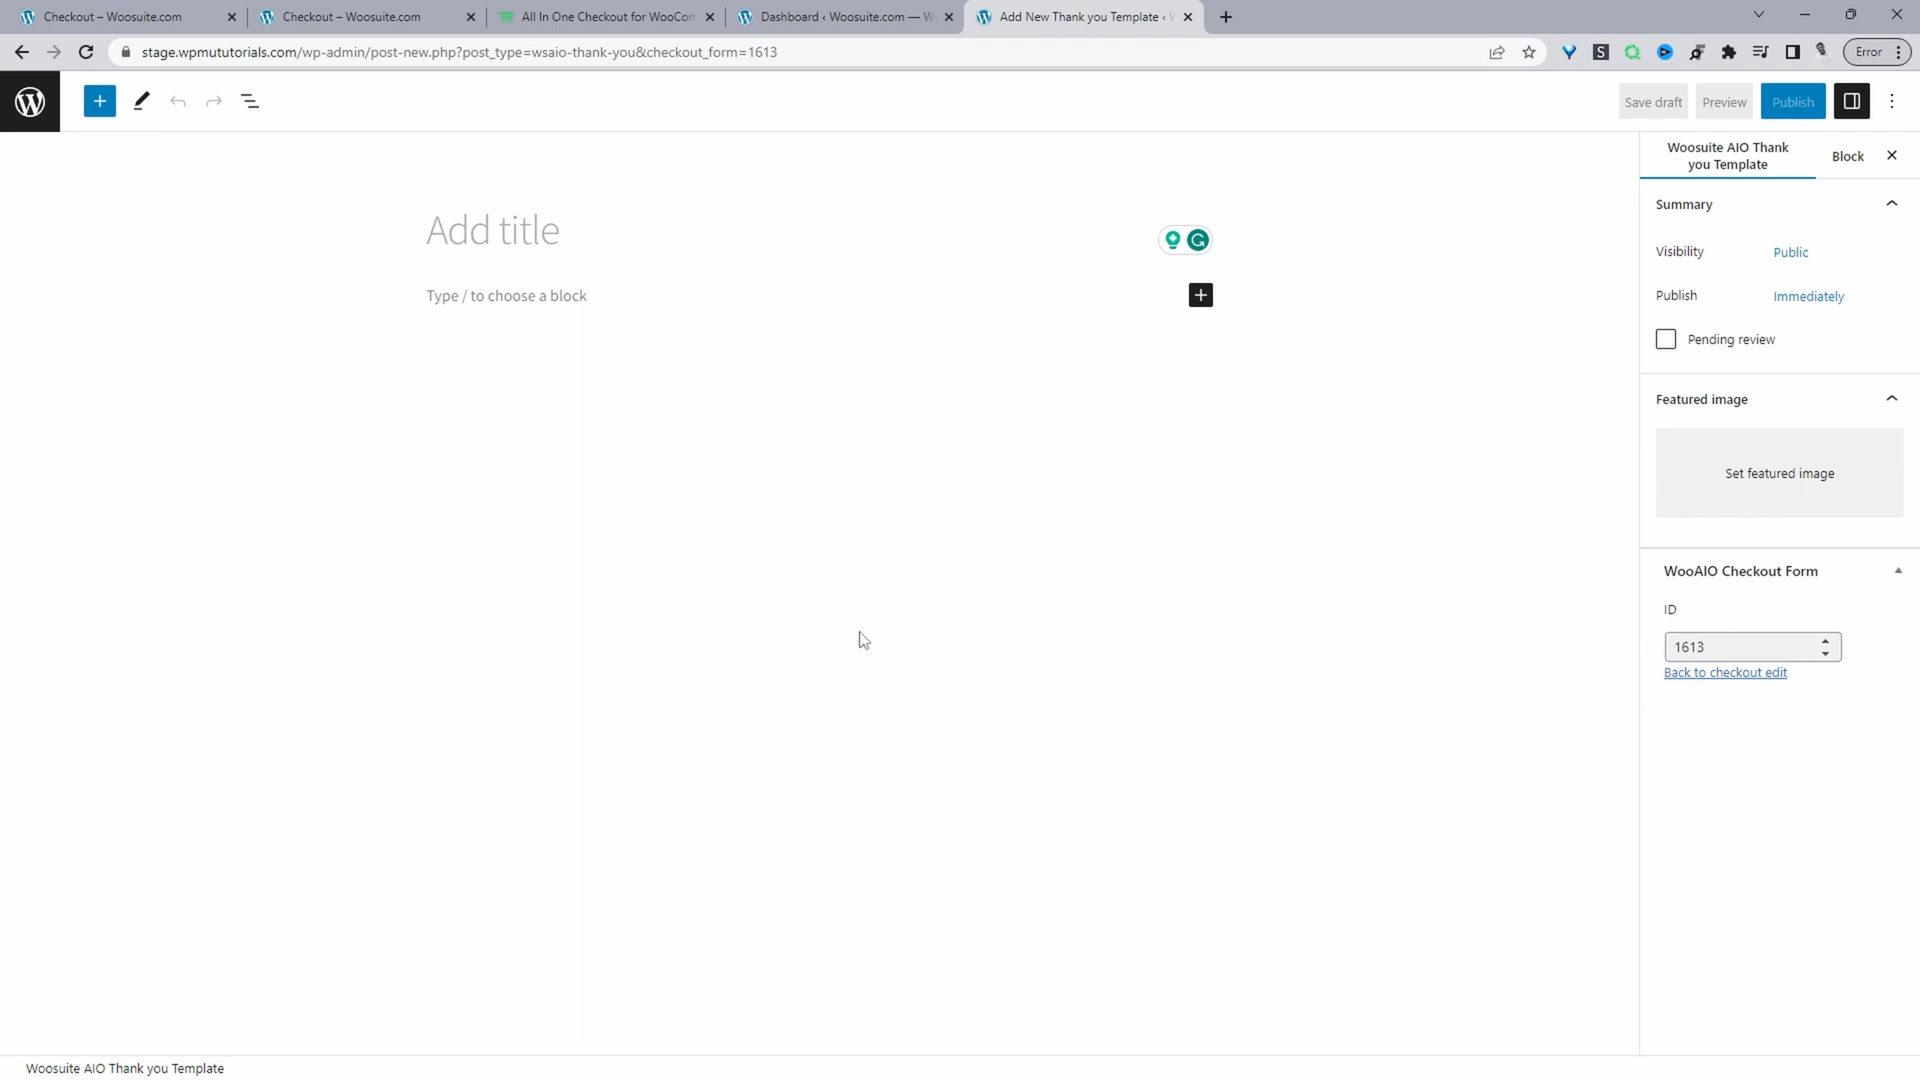 Checkout – Woosuite.com
Checkout – Woosuite.com
All In One Checkout for WooCom
Dashboard ‹ Woosuite.com — W
Add New Thank you Template ‹
stage.wpmututorials.com/wp-admin/post-new.php?post_type=wsaio-thank-you&checkout_form=1613
Error
Save draft
Preview
Publish
Woosuite AIO Thank
you Template
Block
Summary
Add title
Visibility
Public
Type / to choose a block
Publish
Immediately
Pending review
Featured image
Set featured image
WooAIO Checkout Form
ID
1613
Back to checkout edit
Woosuite AIO Thank you Template